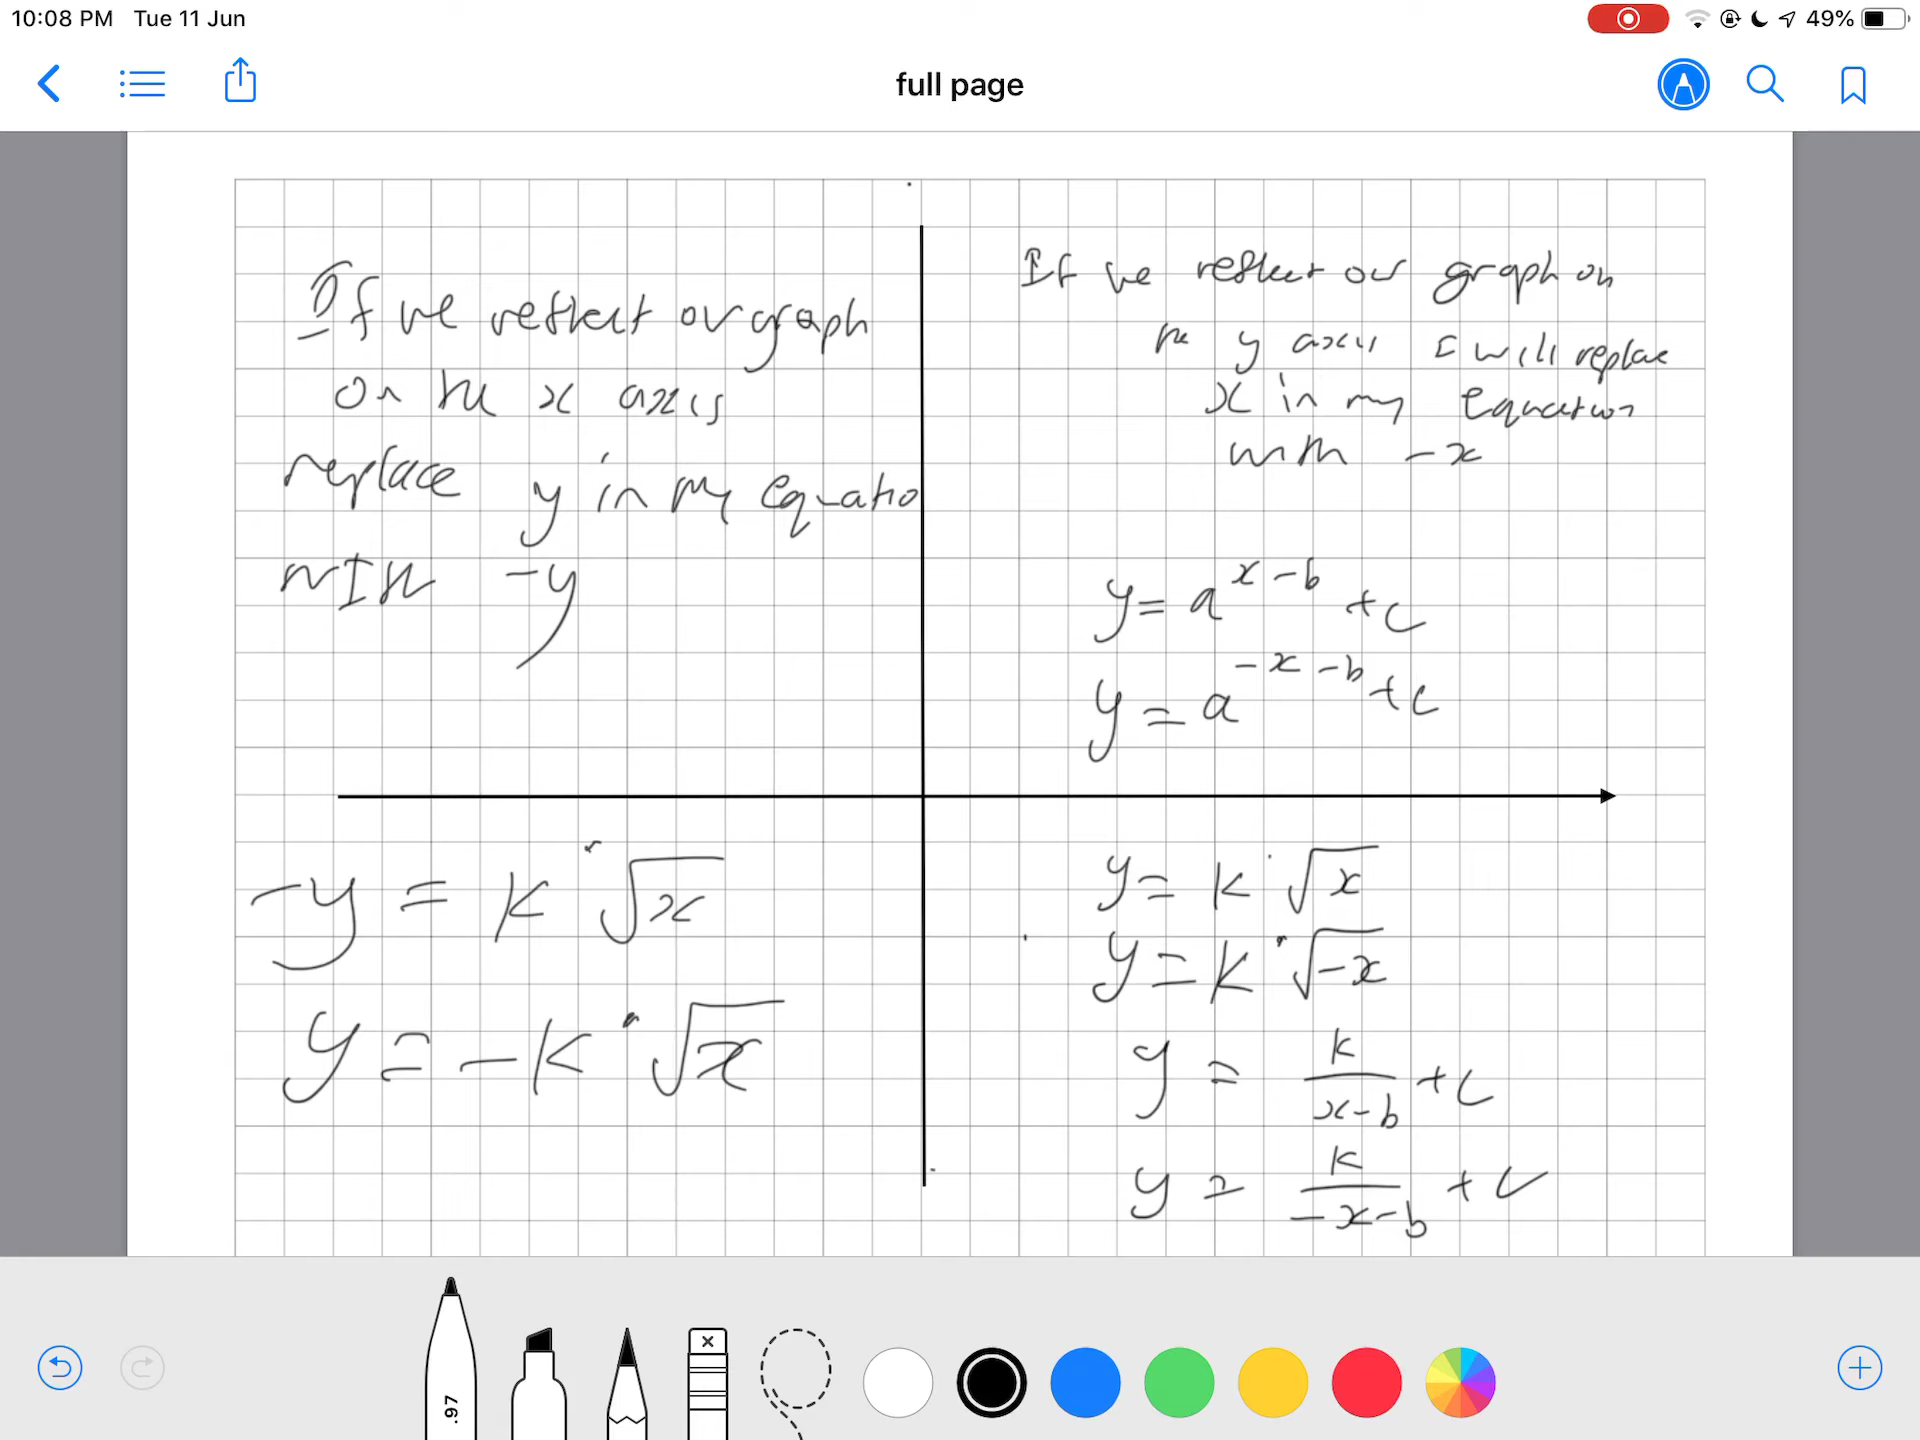 10:08 PM Tue 11 Jun
49%
full page
If we reflect our graph
on the x axis
replace y in my equatio
with -y
-y = k √x
y = -k √x
If we reflect our graph on
the y axis I will replace
x in my equation
with -x
y = a^(x-b) + c
y = a^(-x-b) + c
y = k √x
y = k √-x
y = k/(x-b) + c
y = k/(-x-b) + c
.97